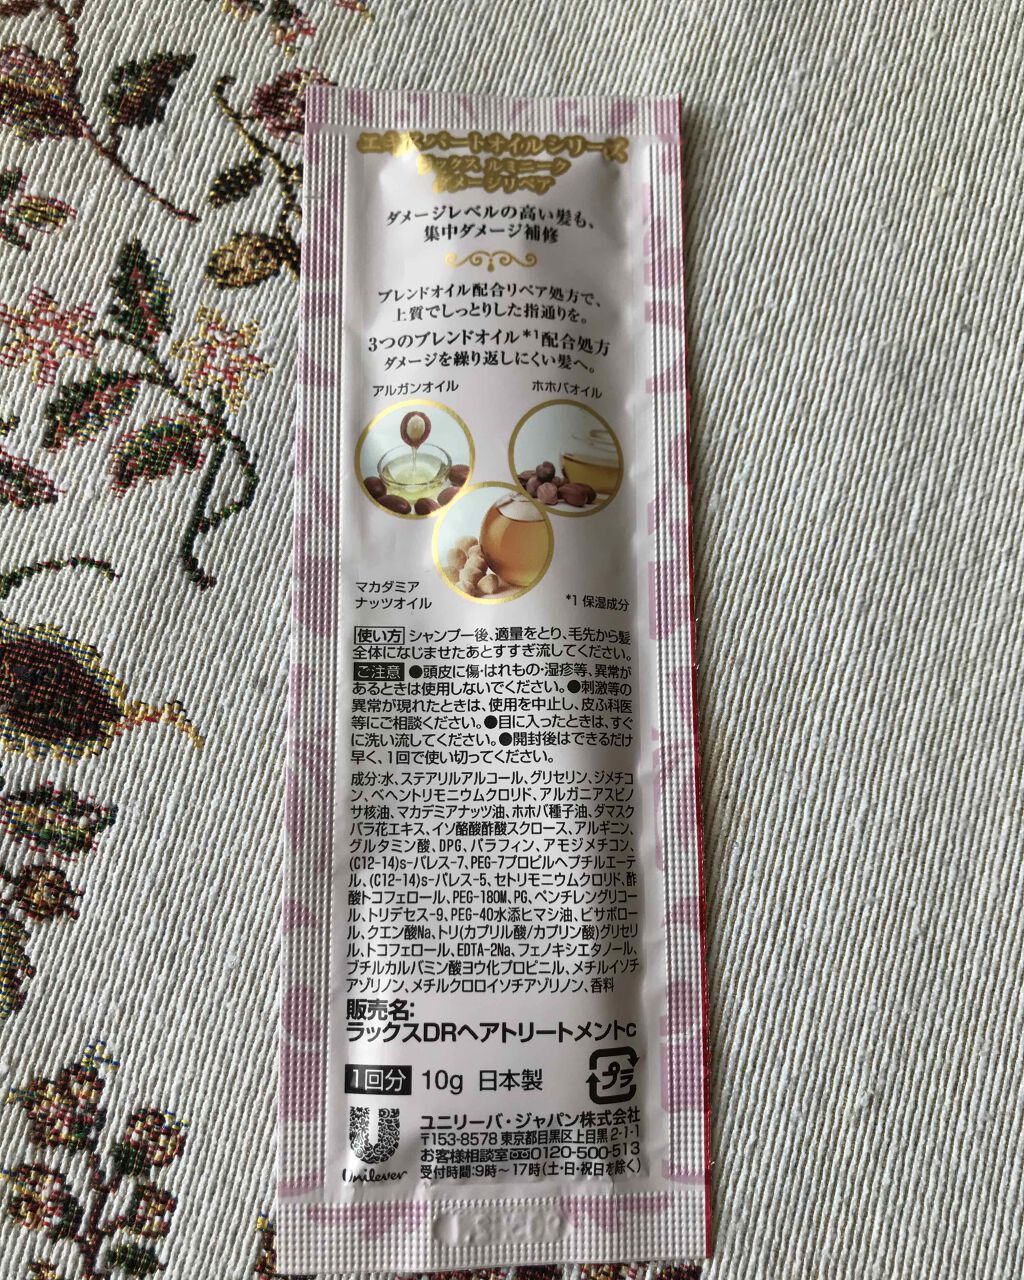 エキスパートオイルシリーズ
ラックス ルミニーク
ダメージリペア
ダメージレベルの高い髪も、
集中ダメージ補修
ブレンドオイル配合リペア処方で、
上質でしっとりした指通りを。
3つのブレンドオイル*1配合処方
ダメージを繰り返しにくい髪へ。
アルガンオイル
ホホバオイル
マカダミア
ナッツオイル
*1 保湿成分
使い方 シャンプー後、適量をとり、毛先から髪
全体になじませたあとすすぎ流してください。
ご注意 ●頭皮に傷・はれもの・湿疹等、異常が
あるときは使用しないでください。●刺激等の
異常が現れたときは、使用を中止し、皮ふ科医
等にご相談ください。●目に入ったときは、すぐ
に洗い流してください。●開封後はできるだけ
早く、1回で使い切ってください。
成分:水、ステアリルアルコール、グリセリン、ジメチコ
ン、ベヘントリモニウムクロリド、アルガニアスピノ
サ核油、マカデミアナッツ油、ホホバ種子油、ダマスク
バラ花エキス、イソ酪酸酢酸スクロース、アルギニン、
グルタミン酸、DPG、パラフィン、アモジメチコン、
(C12-14)s-パレス-7、PEG-7プロピルヘプチルエーテ
ル、(C12-14)s-パレス-5、セトリモニウムクロリド、酢
酸トコフェロール、PEG-180M、PG、ペンチレングリコー
ル、トリデセス-9、PEG-40水添ヒマシ油、ビサボロー
ル、クエン酸Na、トリ(カプリル酸/カプリン酸)グリセリ
ル、トコフェロール、EDTA-2Na、フェノキシエタノール、
ブチルカルバミン酸ヨウ化プロピニル、メチルイソチ
アゾリノン、メチルクロロイソチアゾリノン、香料
販売名:
ラックスDRヘアトリートメントC
1回分 10g 日本製
プラ
Unilever
ユニリーバ・ジャパン株式会社
〒153-8578 東京都目黒区上目黒2-1-1
お客様相談室 0120-500-513
受付時間:9時～17時(土・日・祝日を除く)